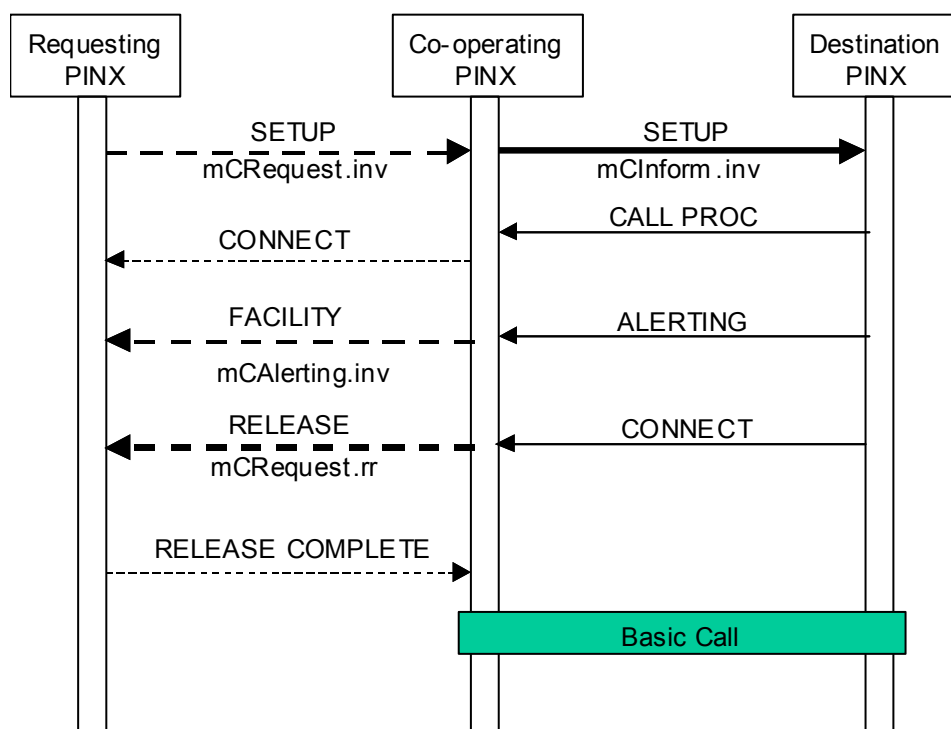 Requesting
PINX
Co-operating
PINX
Destination
PINX
SETUP
mCRequest.inv
SETUP
mCInform.inv
CALL PROC
CONNECT
FACILITY
mCAlerting.inv
ALERTING
RELEASE
mCRequest.rr
CONNECT
RELEASE COMPLETE
Basic Call